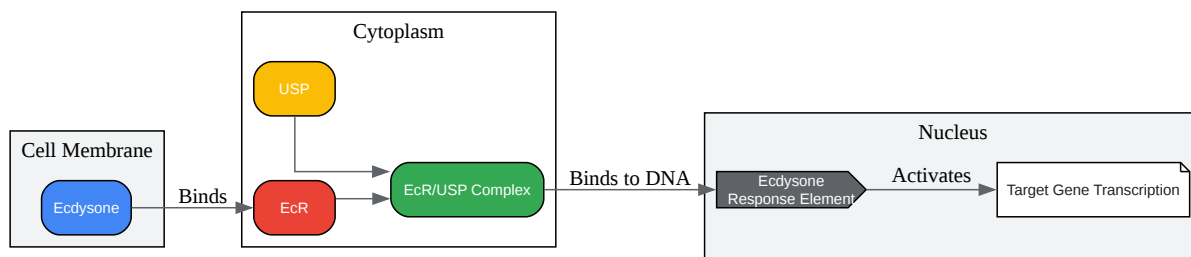 Cell Membrane
Ecdysone
Binds
Cytoplasm
USP
EcR
EcR/USP Complex
Binds to DNA
Nucleus
Ecdysone
Response Element
Activates
Target Gene Transcription